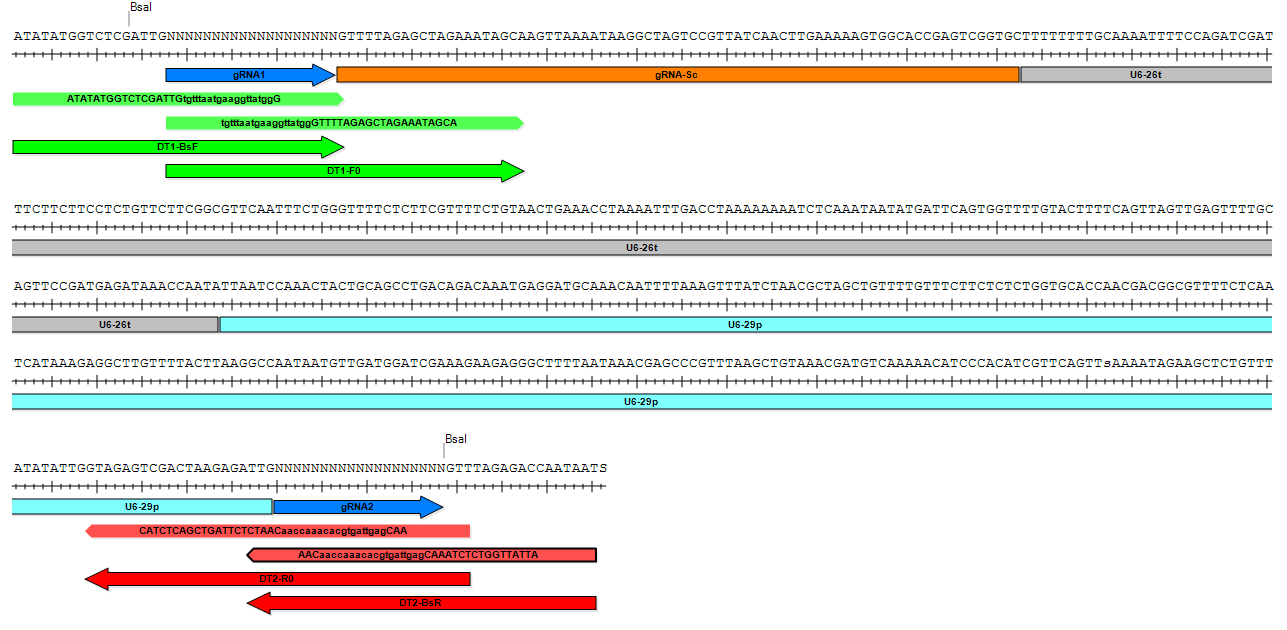 BsaI
ATATATGGTCTCGATTGNNNNNNNNNNNNNNNNNNNGTTTTAGAGCTAGAAATAGCAAGTTAAAATAAGGCTAGTCCGTTATCAACTTGAAAAAGTGGCACCGAGTCGGTGCTTTTTTTTGCAAAATTTTCCAGATCGAT
gRNA1 gRNA-Sc U6-26t
ATATATGGTCTCGATTGtgtttaatgaaggttatggG
tgtttaatgaaggttatggGTTTTAGAGCTAGAAATAGCA
DT1-BsF
DT1-F0
TTCTTCTTCCTCTGTTCTTCGGCGTTCAATTTCTGGGTTTTCTCTTCGTTTTCTGTAACTGAAACCTAAAATTTGACCTAAAAAAAATCTCAAATAATATGATTCAGTGGTTTTGTACTTTTCAGTTAGTTGAGTTTTGC
U6-26t
AGTTCCGATGAGATAAACCAATATTAATCCAAACTACTGCAGCCTGACAGACAAATGAGGATGCAAACAATTTTAAAGTTTATCTAACGCTAGCTGTTTTGTTTCTTCTCTCTGGTGCACCAACGACGGCGTTTTCTCAA
U6-26t U6-29p
TCATAAAGAGGCTTGTTTTACTTAAGGCCAATAATGTTGATGGATCGAAAGAAGAGGGCTTTTAATAAACGAGCCCGTTTAAGCTGTAAACGATGTCAAAAACATCCCACATCGTTCAGTTsAAAATAGAAGCTCTGTTT
U6-29p
BsaI
ATATATTGGTAGAGTCGACTAAGAGATTGNNNNNNNNNNNNNNNNNNNGTTTAGAGACCAATAATS
U6-29p gRNA2
CATCTCAGCTGATTCTCTAACaaccaaacacgtgattgagCAA
AACaaccaaacacgtgattgagCAAATCTCTGGTTATTA
DT2-R0
DT2-BsR